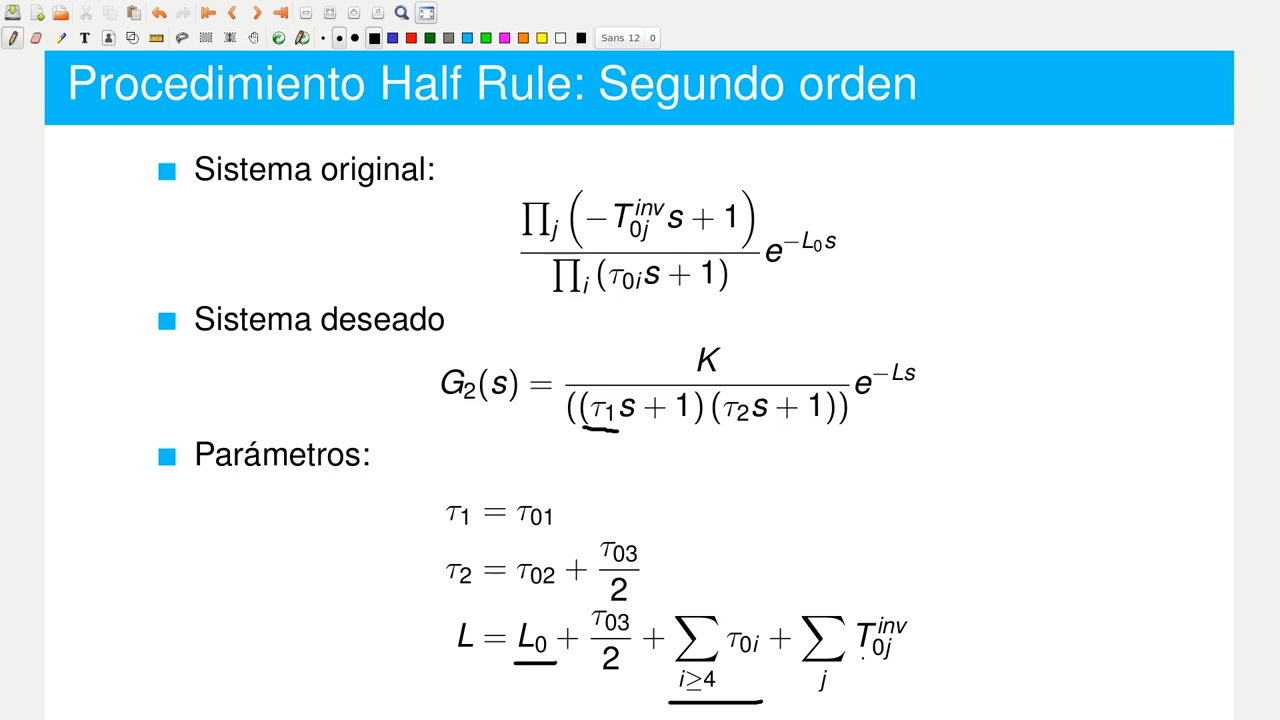 Sans 12 0
Procedimiento Half Rule: Segundo orden
Sistema original:
∏_j (−T_{0j}^{inv} s + 1) / ∏_i (τ_{0i} s + 1) e^{−L_0 s}
Sistema deseado
G_2(s) = K / ((τ_1 s + 1)(τ_2 s + 1)) e^{−Ls}
Parámetros:
τ_1 = τ_{01}
τ_2 = τ_{02} + τ_{03}/2
L = L_0 + τ_{03}/2 + ∑_{i≥4} τ_{0i} + ∑_j T_{0j}^{inv}